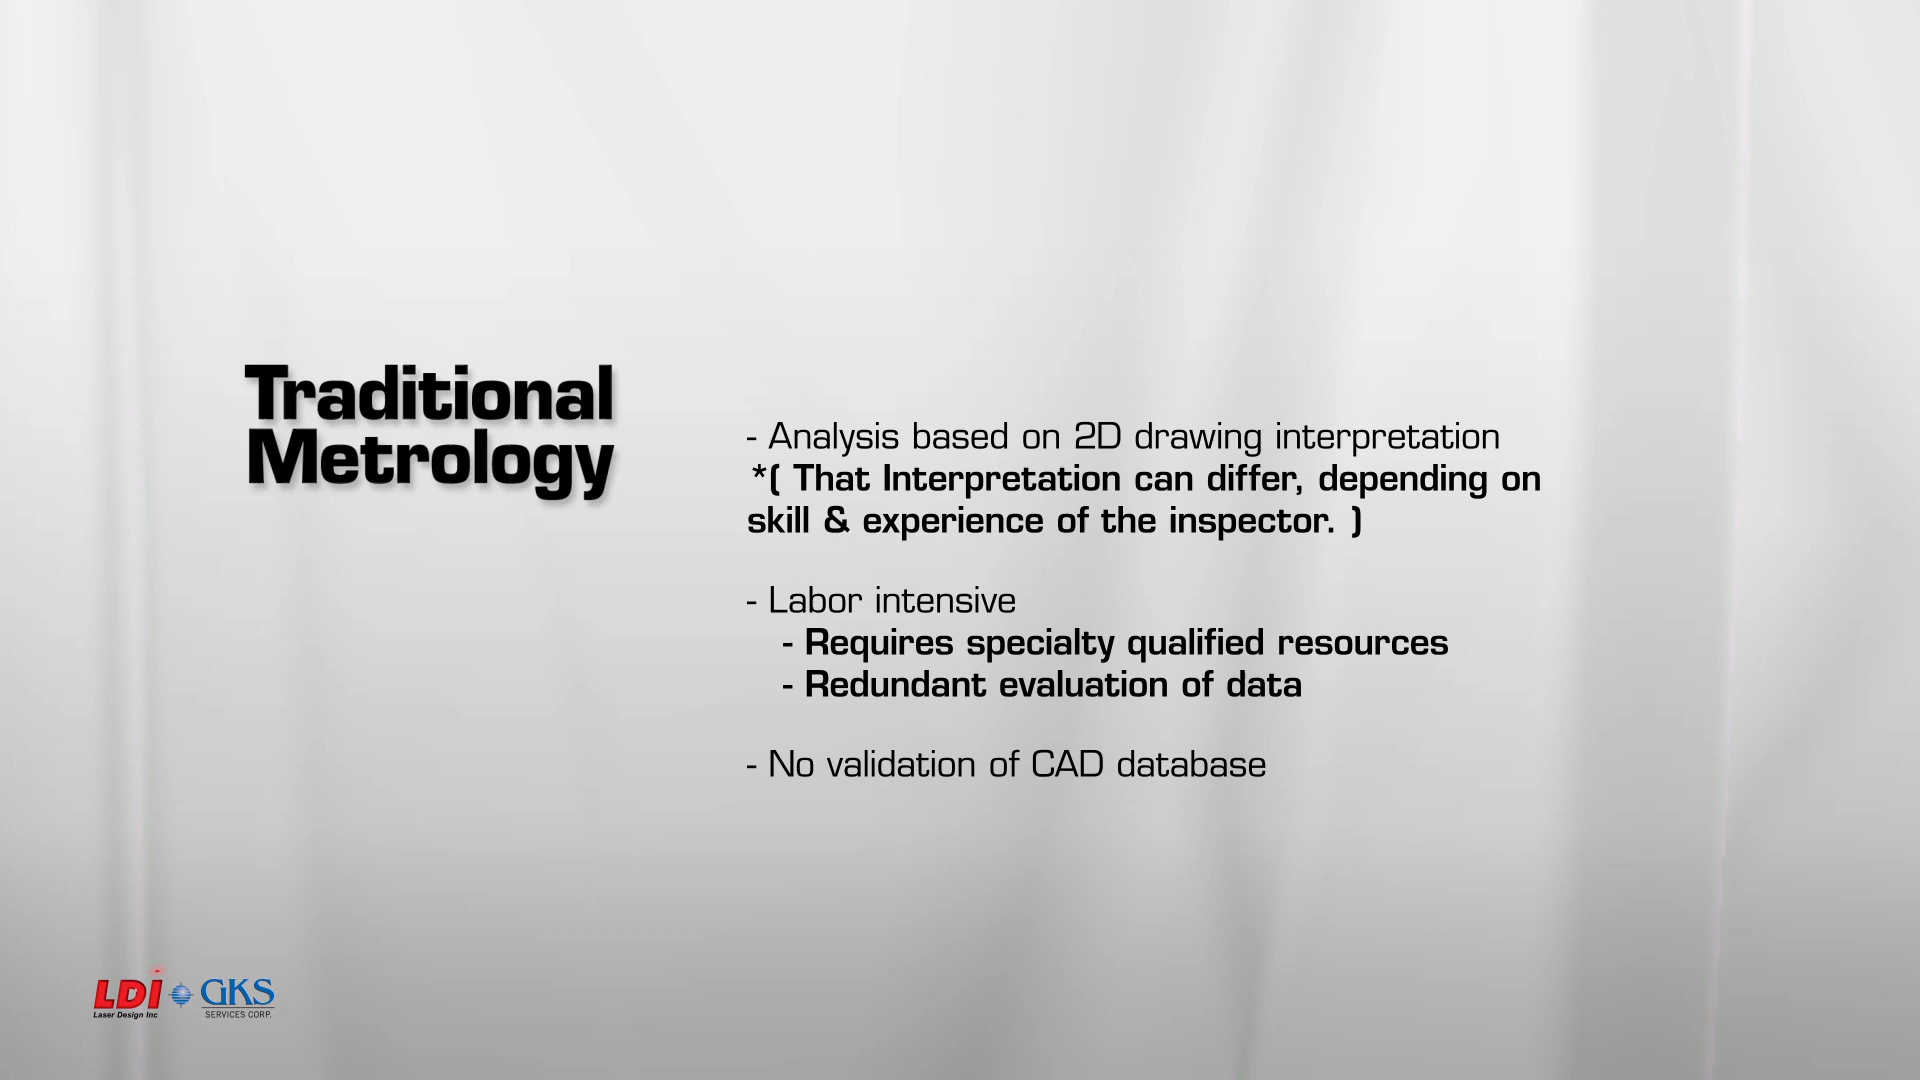 Traditional
Metrology
- Analysis based on 2D drawing interpretation
*( That Interpretation can differ, depending on
skill & experience of the inspector. )
- Labor intensive
- Requires specialty qualified resources
- Redundant evaluation of data
- No validation of CAD database
LDI GKS
Laser Design Inc SERVICES CORP.